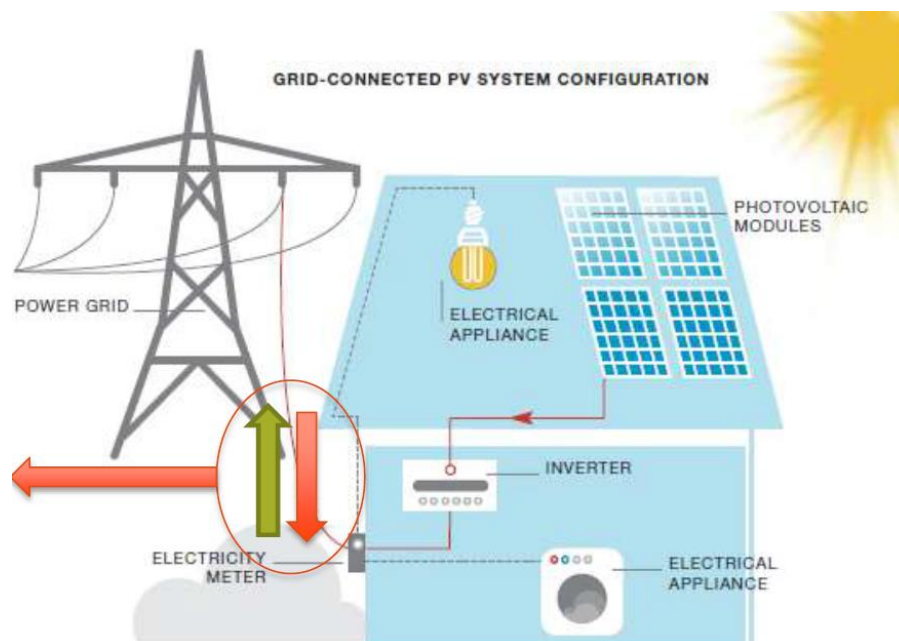 GRID-CONNECTED PV SYSTEM CONFIGURATION
PHOTOVOLTAIC
MODULES
POWER GRID
ELECTRICAL
APPLIANCE
INVERTER
ELECTRICITY
METER
ELECTRICAL
APPLIANCE